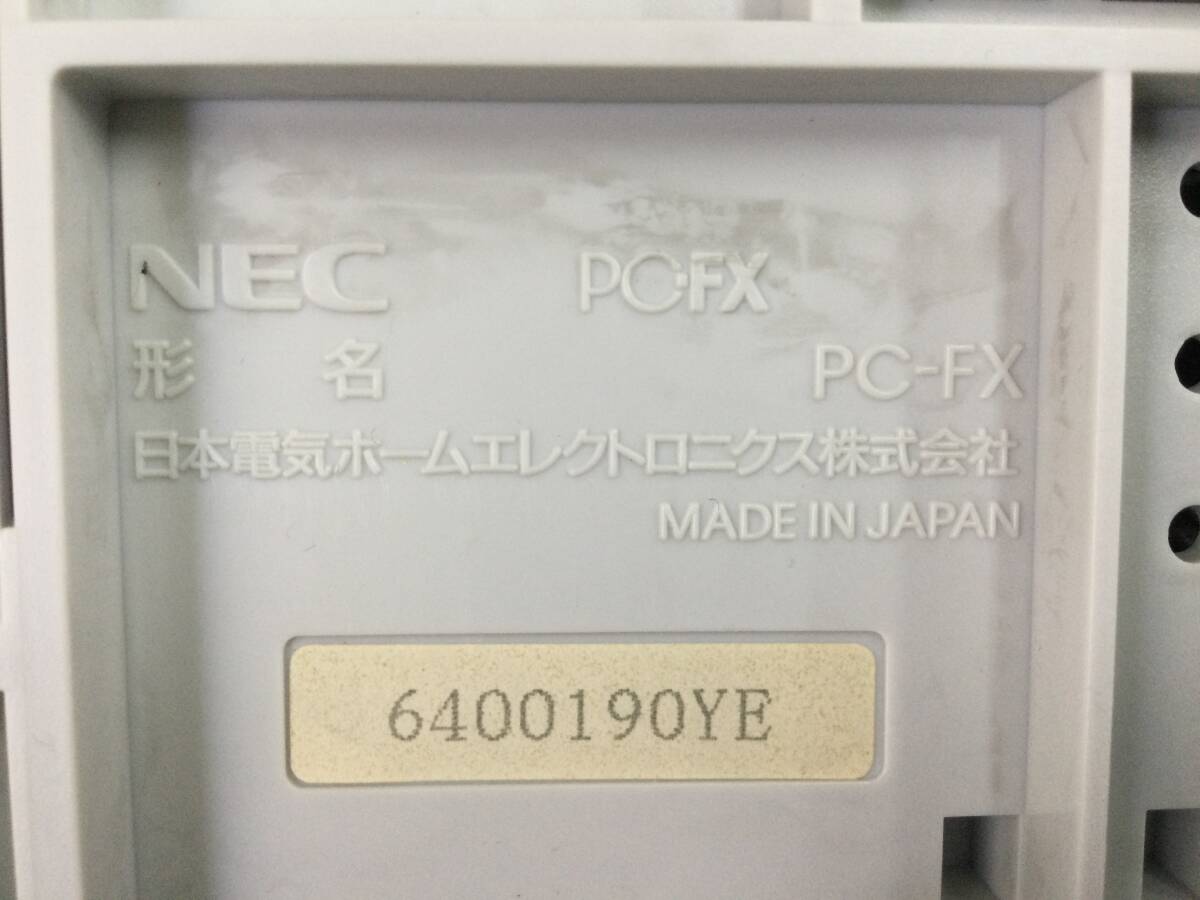 NEC PC-FX
形名 PC-FX
日本電気ホームエレクトロニクス株式会社
MADE IN JAPAN
6400190YE